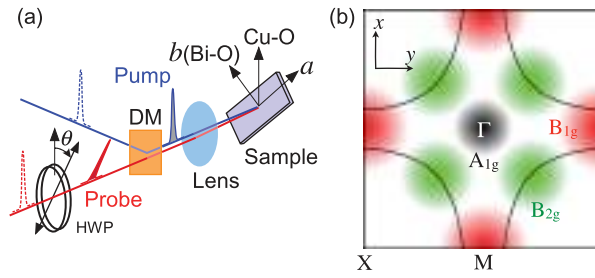 (a)
Cu-O
b(Bi-O)
a
Pump
DM
θ
Lens
Sample
Probe
HWP
(b)
x
y
Γ
A1g
B1g
B2g
X
M